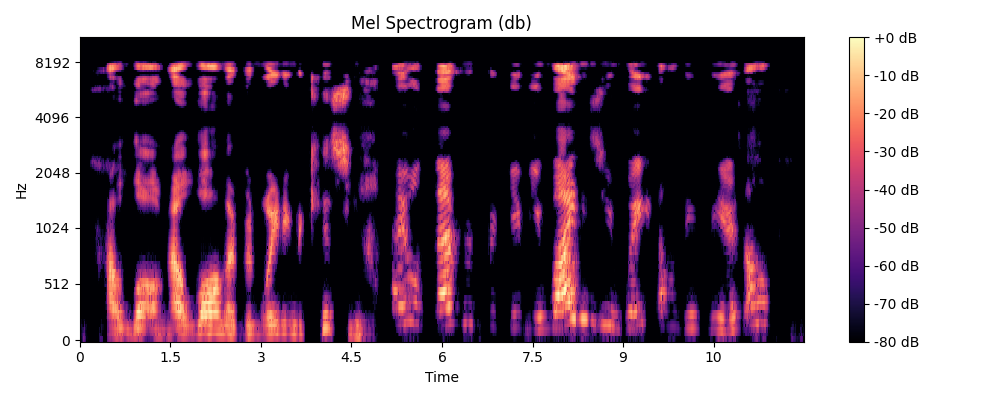 Mel Spectrogram (db)
8192
4096
2048
1024
512
0
Hz
0 1.5 3 4.5 6 7.5 9 10
Time
+0 dB
-10 dB
-20 dB
-30 dB
-40 dB
-50 dB
-60 dB
-70 dB
-80 dB